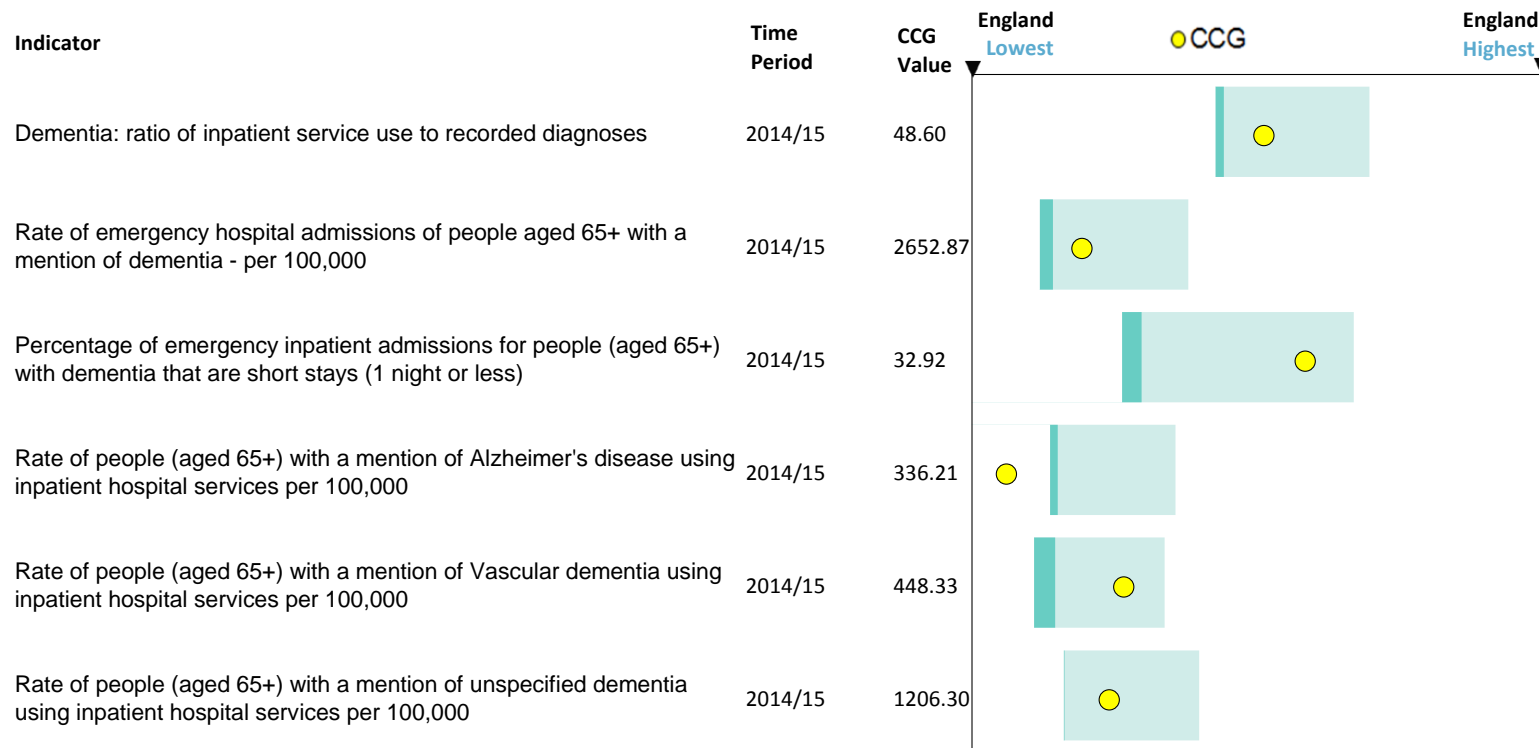 Indicator
Time
Period
CCG
Value
England
Lowest
CCG
England
Highest
Dementia: ratio of inpatient service use to recorded diagnoses
2014/15
48.60
Rate of emergency hospital admissions of people aged 65+ with a
mention of dementia - per 100,000
2014/15
2652.87
Percentage of emergency inpatient admissions for people (aged 65+)
with dementia that are short stays (1 night or less)
2014/15
32.92
Rate of people (aged 65+) with a mention of Alzheimer's disease using
inpatient hospital services per 100,000
2014/15
336.21
Rate of people (aged 65+) with a mention of Vascular dementia using
inpatient hospital services per 100,000
2014/15
448.33
Rate of people (aged 65+) with a mention of unspecified dementia
using inpatient hospital services per 100,000
2014/15
1206.30